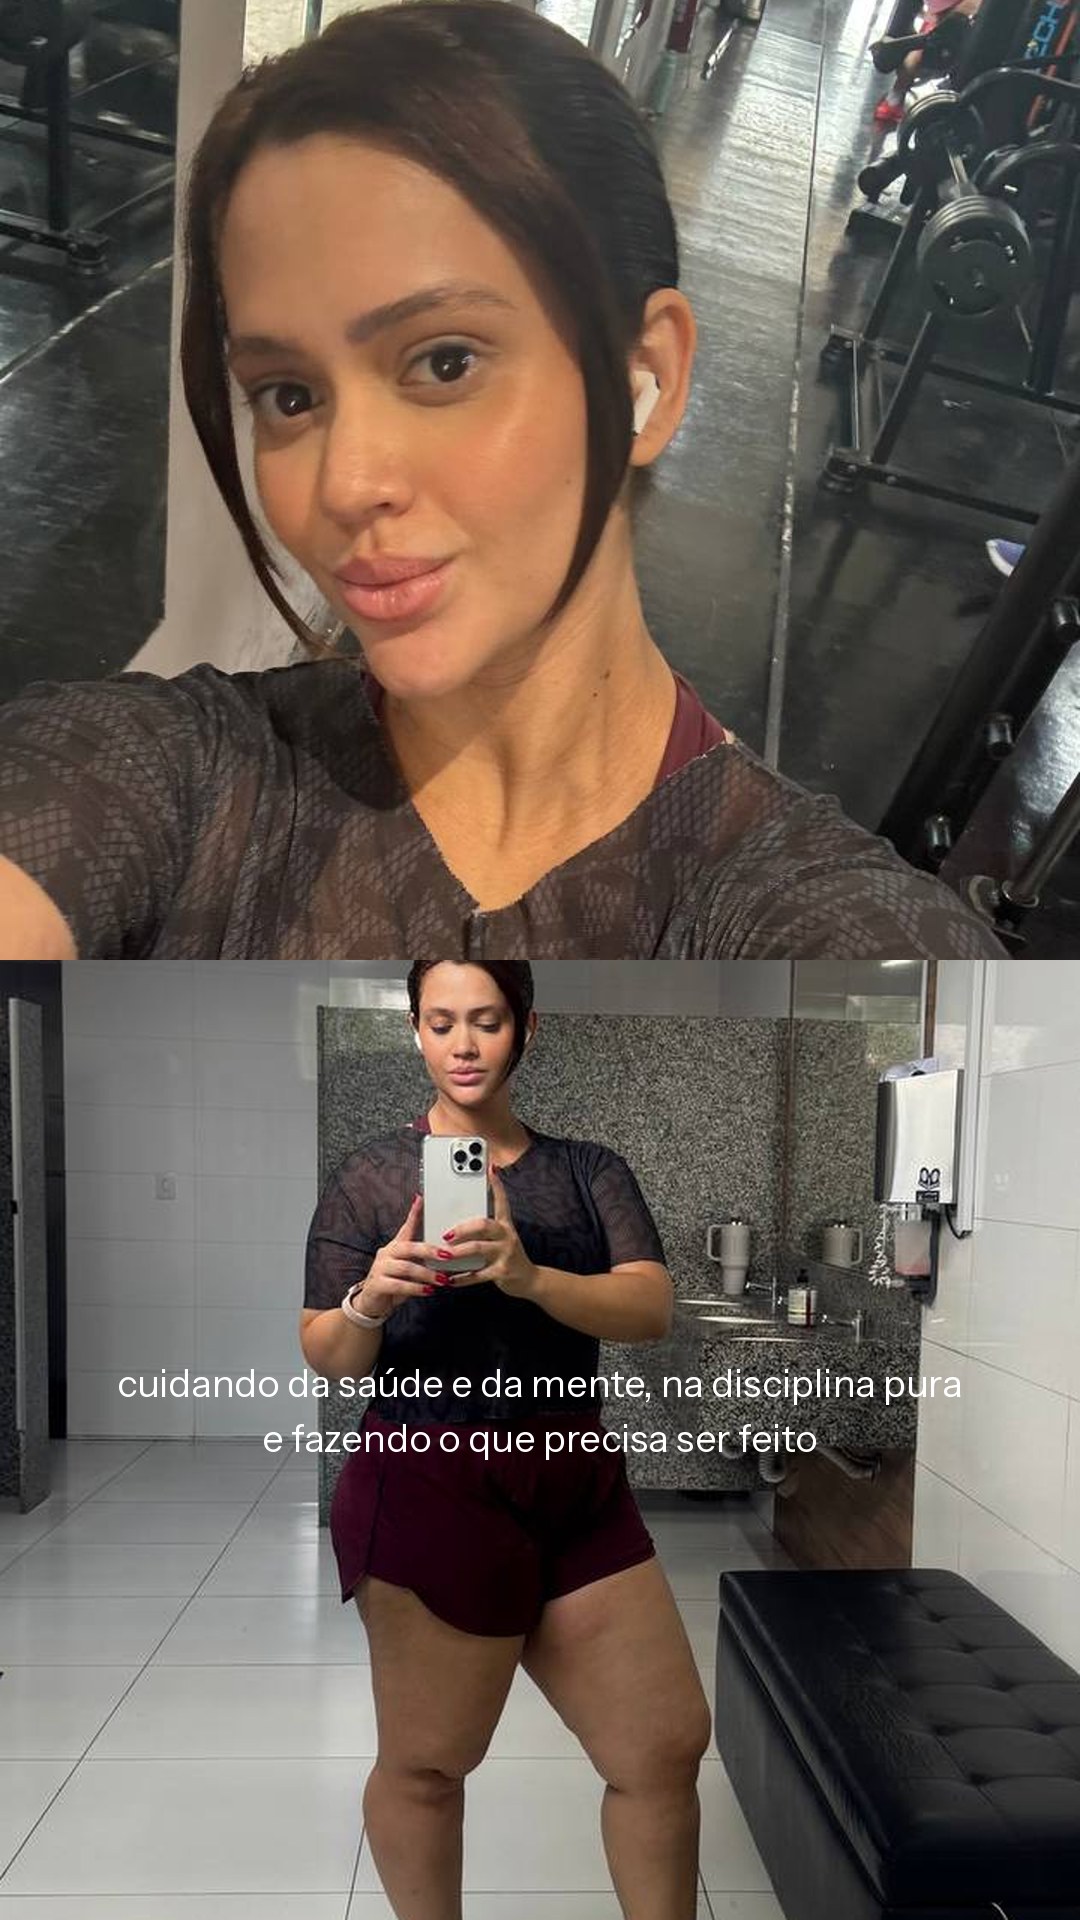 cuidando da saúde e da mente, na disciplina pura
e fazendo o que precisa ser feito